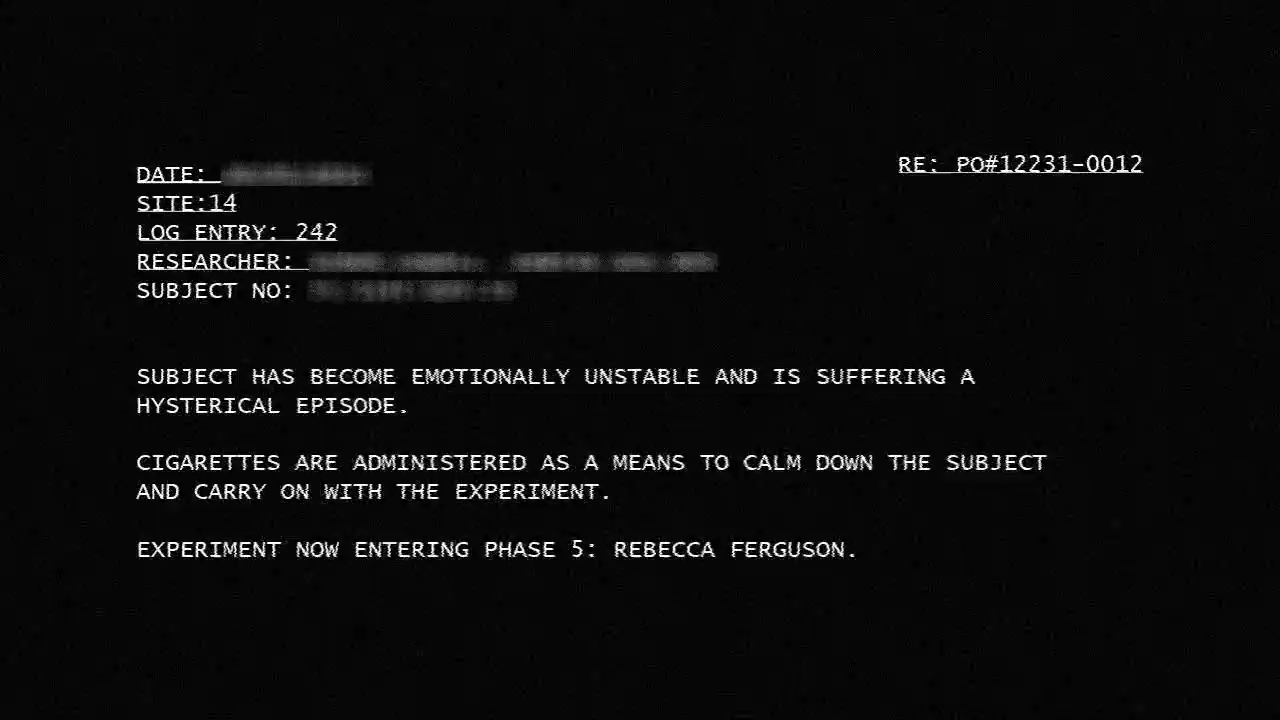 RE: PO#12231-0012
DATE:
SITE:14
LOG ENTRY: 242
RESEARCHER:
SUBJECT NO:
SUBJECT HAS BECOME EMOTIONALLY UNSTABLE AND IS SUFFERING A
HYSTERICAL EPISODE.
CIGARETTES ARE ADMINISTERED AS A MEANS TO CALM DOWN THE SUBJECT
AND CARRY ON WITH THE EXPERIMENT.
EXPERIMENT NOW ENTERING PHASE 5: REBECCA FERGUSON.